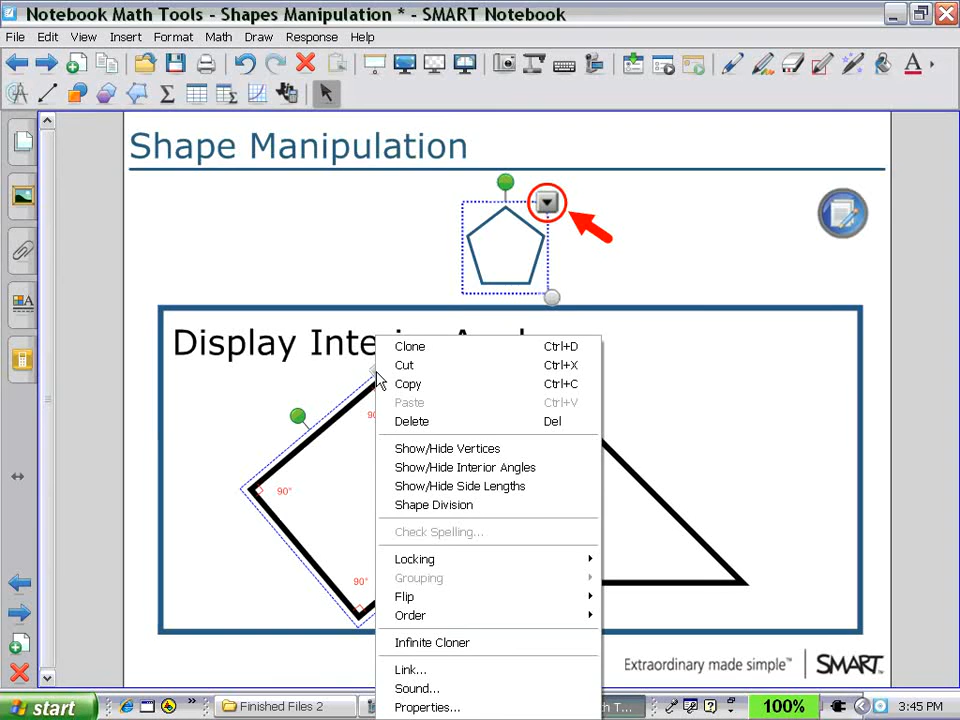 Notebook Math Tools - Shapes Manipulation * - SMART Notebook
File Edit View Insert Format Math Draw Response Help
Shape Manipulation
Display Inte
Clone Ctrl+D
Cut Ctrl+X
Copy Ctrl+C
Paste Ctrl+V
Delete Del
Show/Hide Vertices
Show/Hide Interior Angles
Show/Hide Side Lengths
Shape Division
Check Spelling...
Locking
Grouping
Flip
Order
Infinite Cloner
Link...
Sound...
Properties...
90°
90°
Extraordinary made simple™ SMART
start
Finished Files 2
100%
3:45 PM